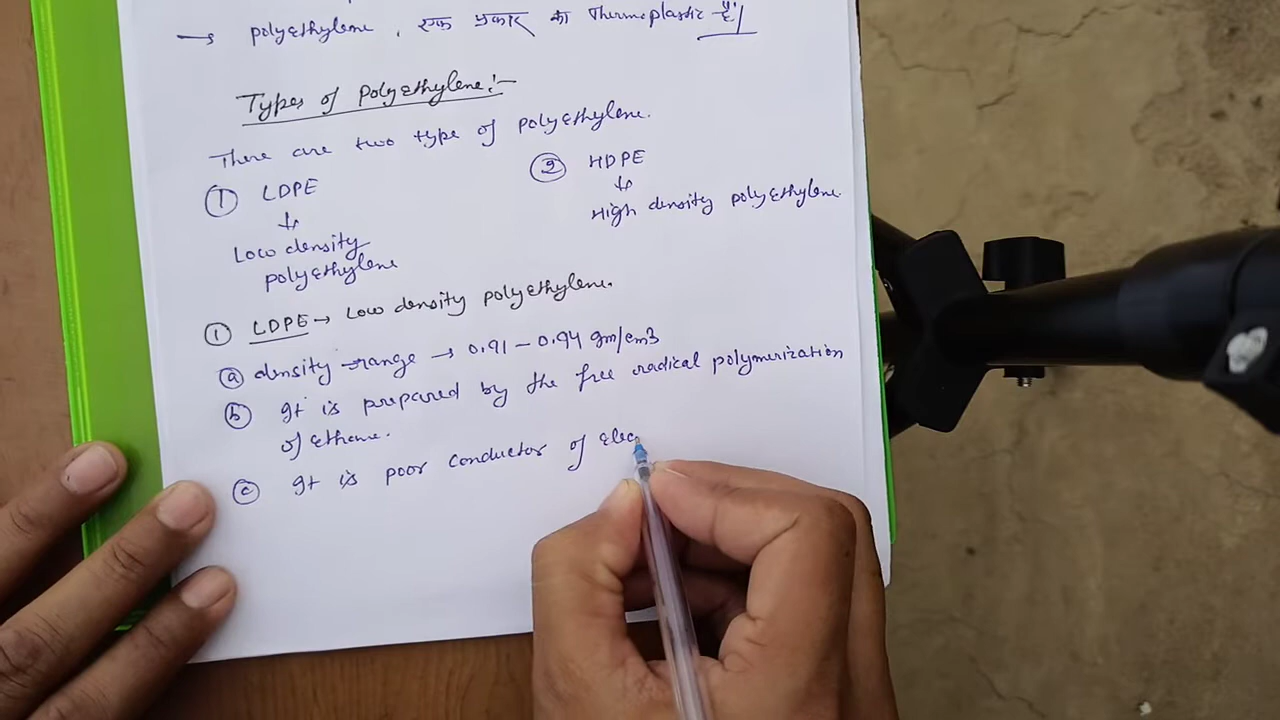 → polyethylene, एक प्रकार का Thermoplastic है|
Types of polyethylene:-
There are two type of polyethylene.
① LDPE
↓
Low density
polyethylene
② HDPE
↓
High density polyethylene.
① LDPE → Low density polyethylene.
ⓐ density range → 0.91 - 0.94 gm/cm3
ⓑ It is prepared by the free radical polymerization
of ethene.
ⓒ It is poor conductor of elec